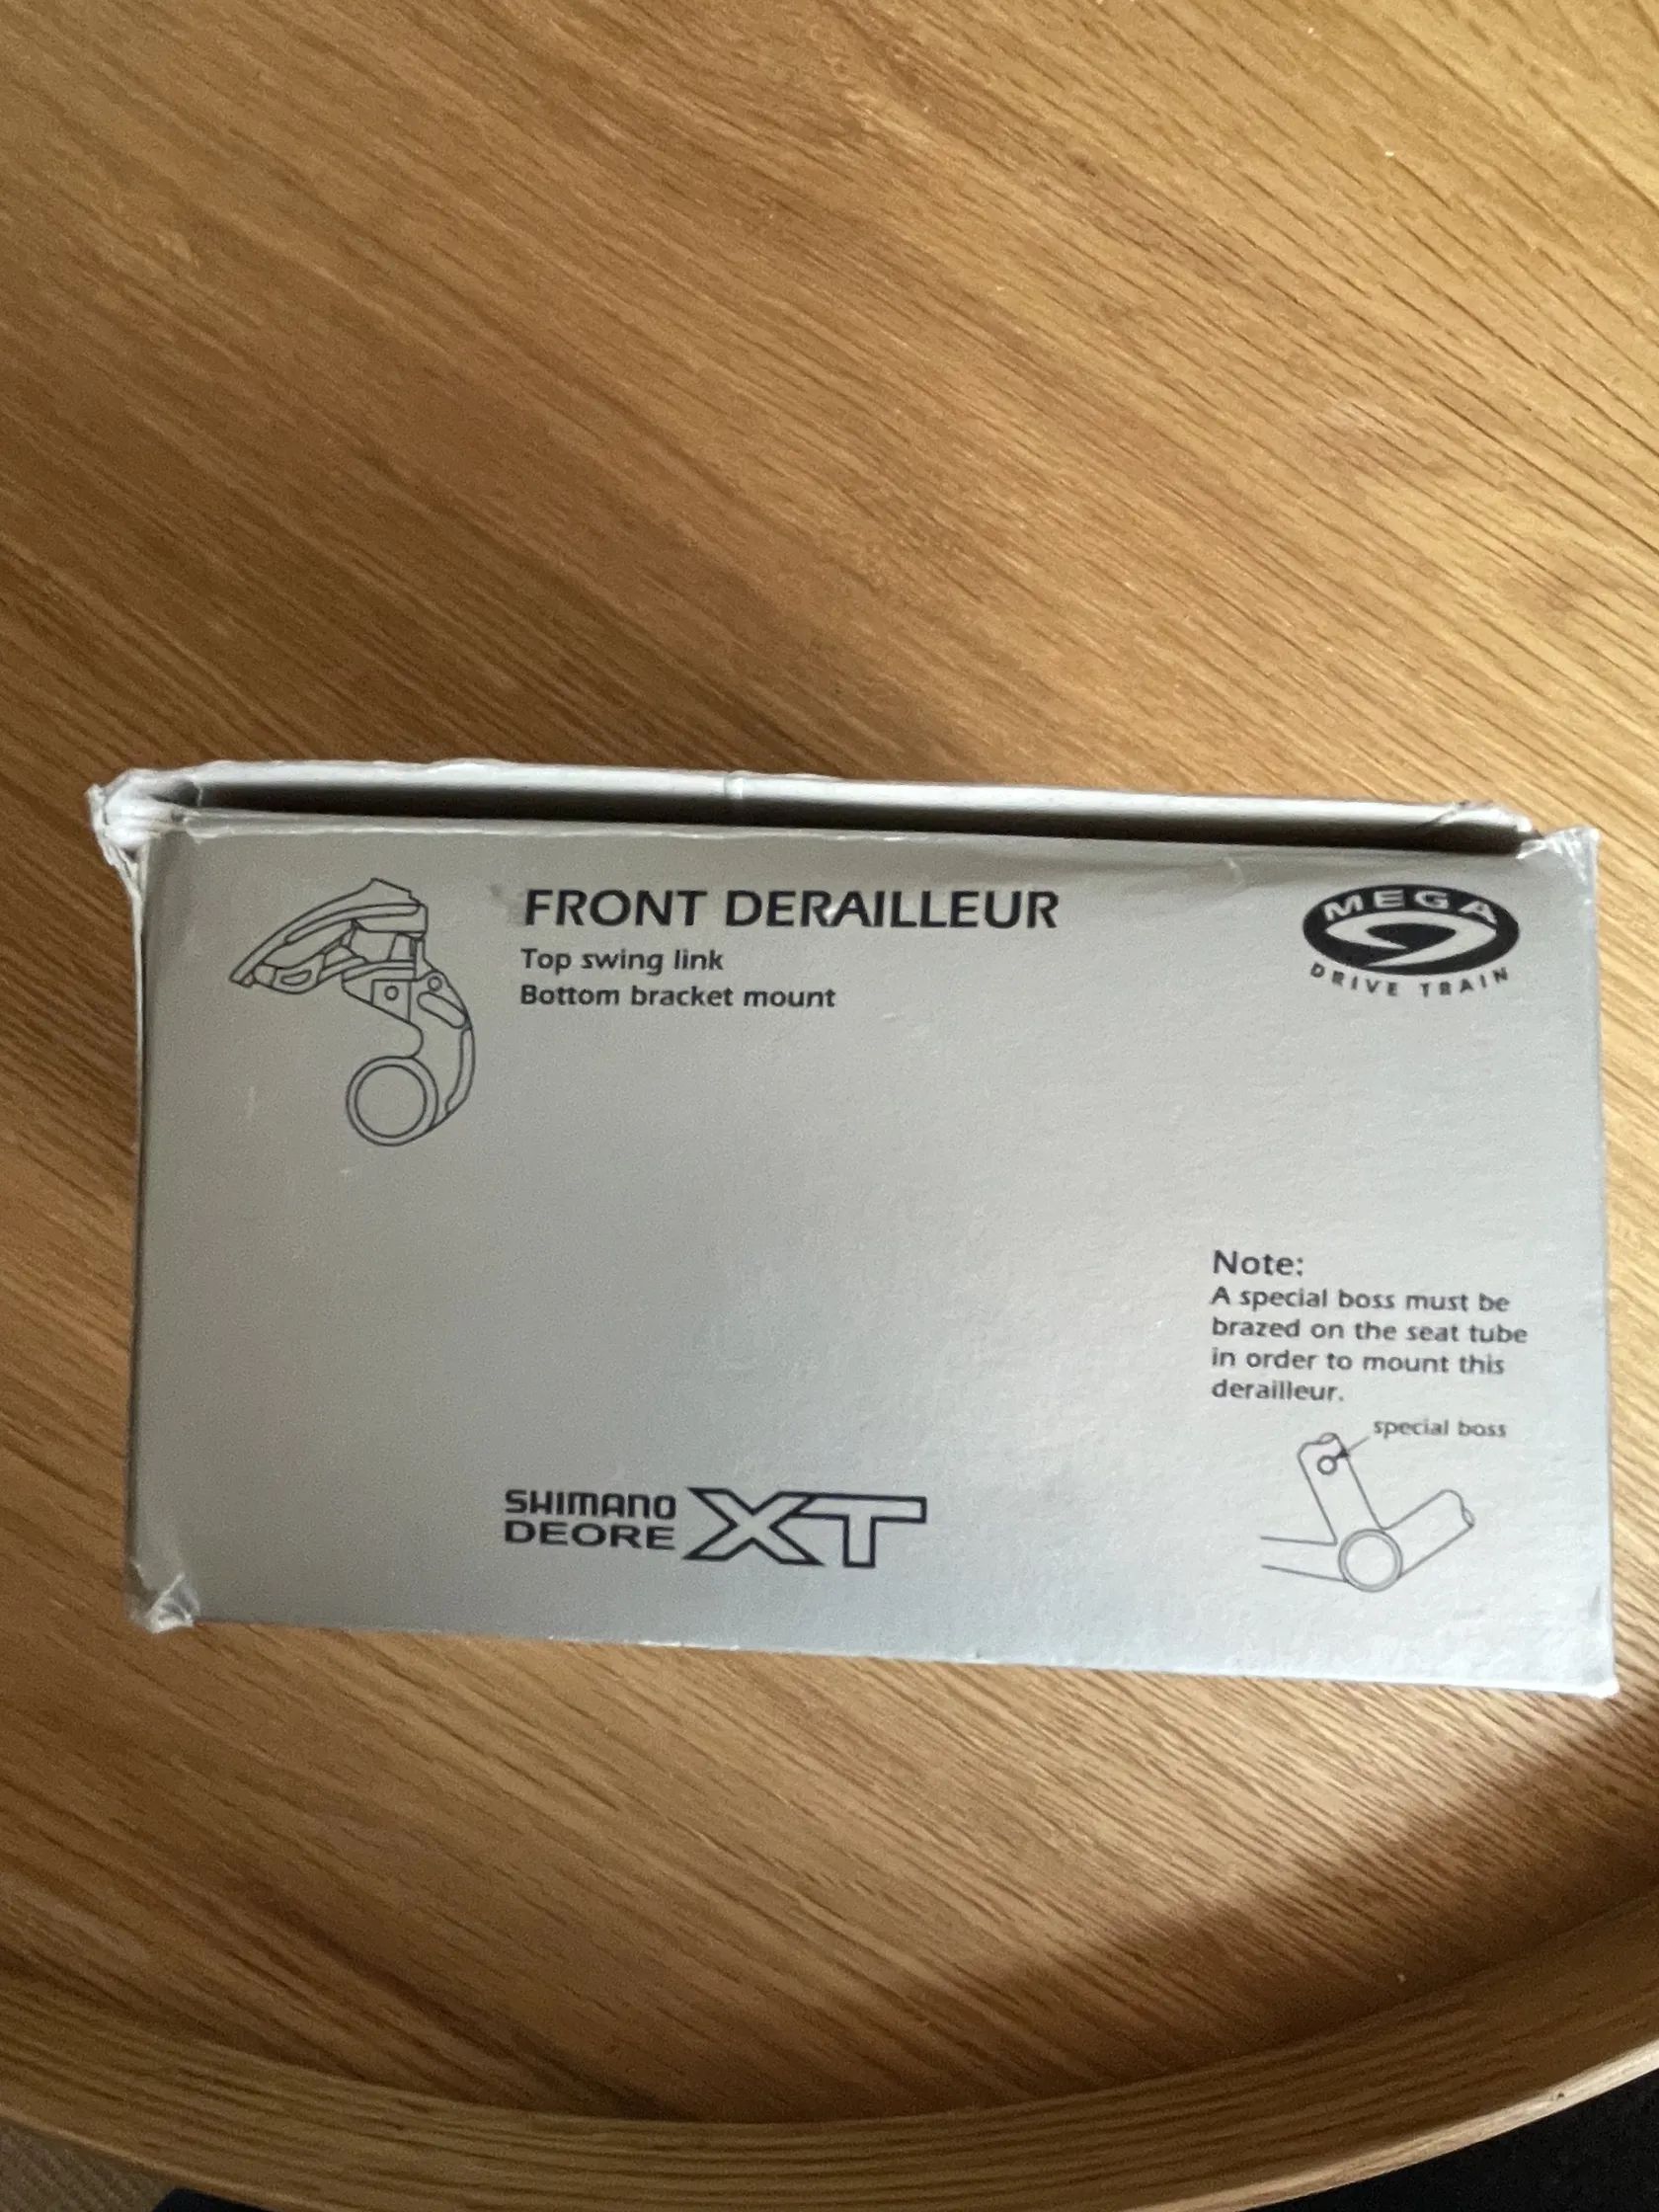 FRONT DERAILLEUR
Top swing link
Bottom bracket mount
MEGA
9
DRIVE TRAIN
Note:
A special boss must be
brazed on the seat tube
in order to mount this
derailleur.
special boss
SHIMANO
DEORE XT